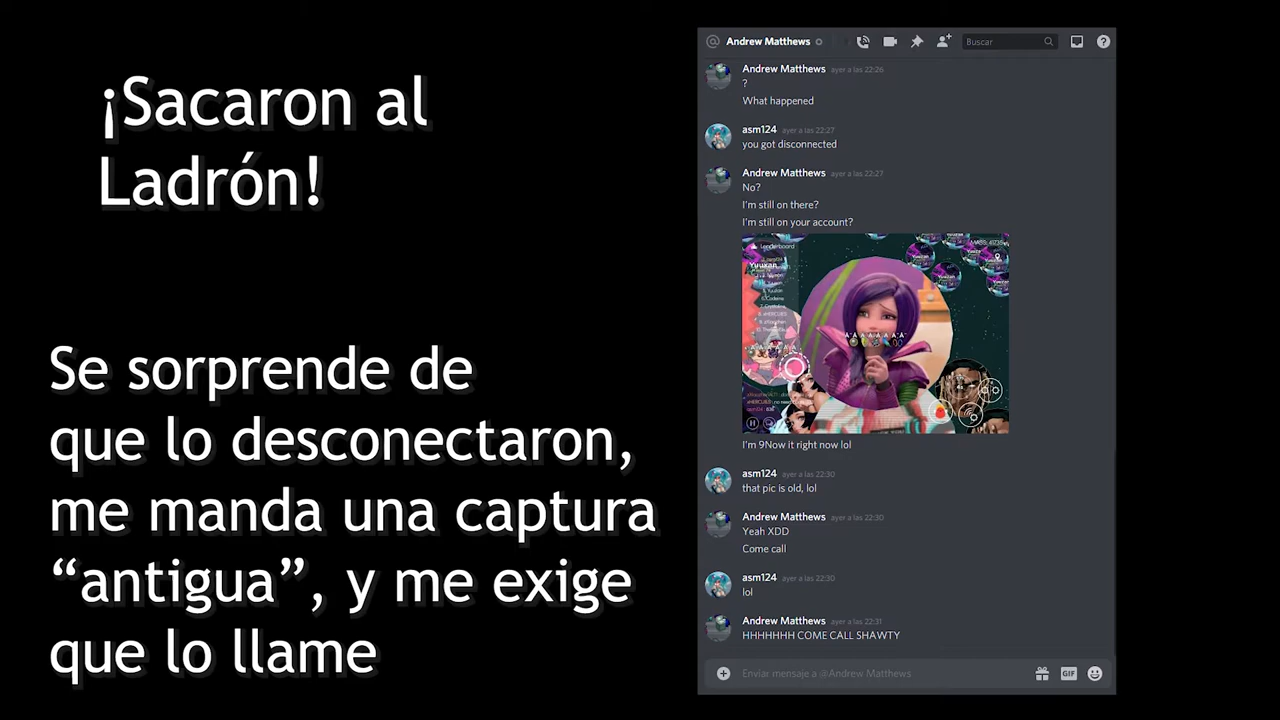 ¡Sacaron al
Ladrón!
Se sorprende de
que lo desconectaron,
me manda una captura
“antigua”, y me exige
que lo llame
Andrew Matthews
Buscar
Andrew Matthews ayer a las 22:26
?
What happened
asm124 ayer a las 22:27
you got disconnected
Andrew Matthews ayer a las 22:27
No?
I'm still on there?
I'm still on your account?
Leaderboard
Yuukan
I'm 9Now it right now lol
asm124 ayer a las 22:30
that pic is old, lol
Andrew Matthews ayer a las 22:30
Yeah XDD
Come call
asm124 ayer a las 22:30
lol
Andrew Matthews ayer a las 22:31
HHHHHHH COME CALL SHAWTY
Enviar mensaje a @Andrew Matthews
GIF